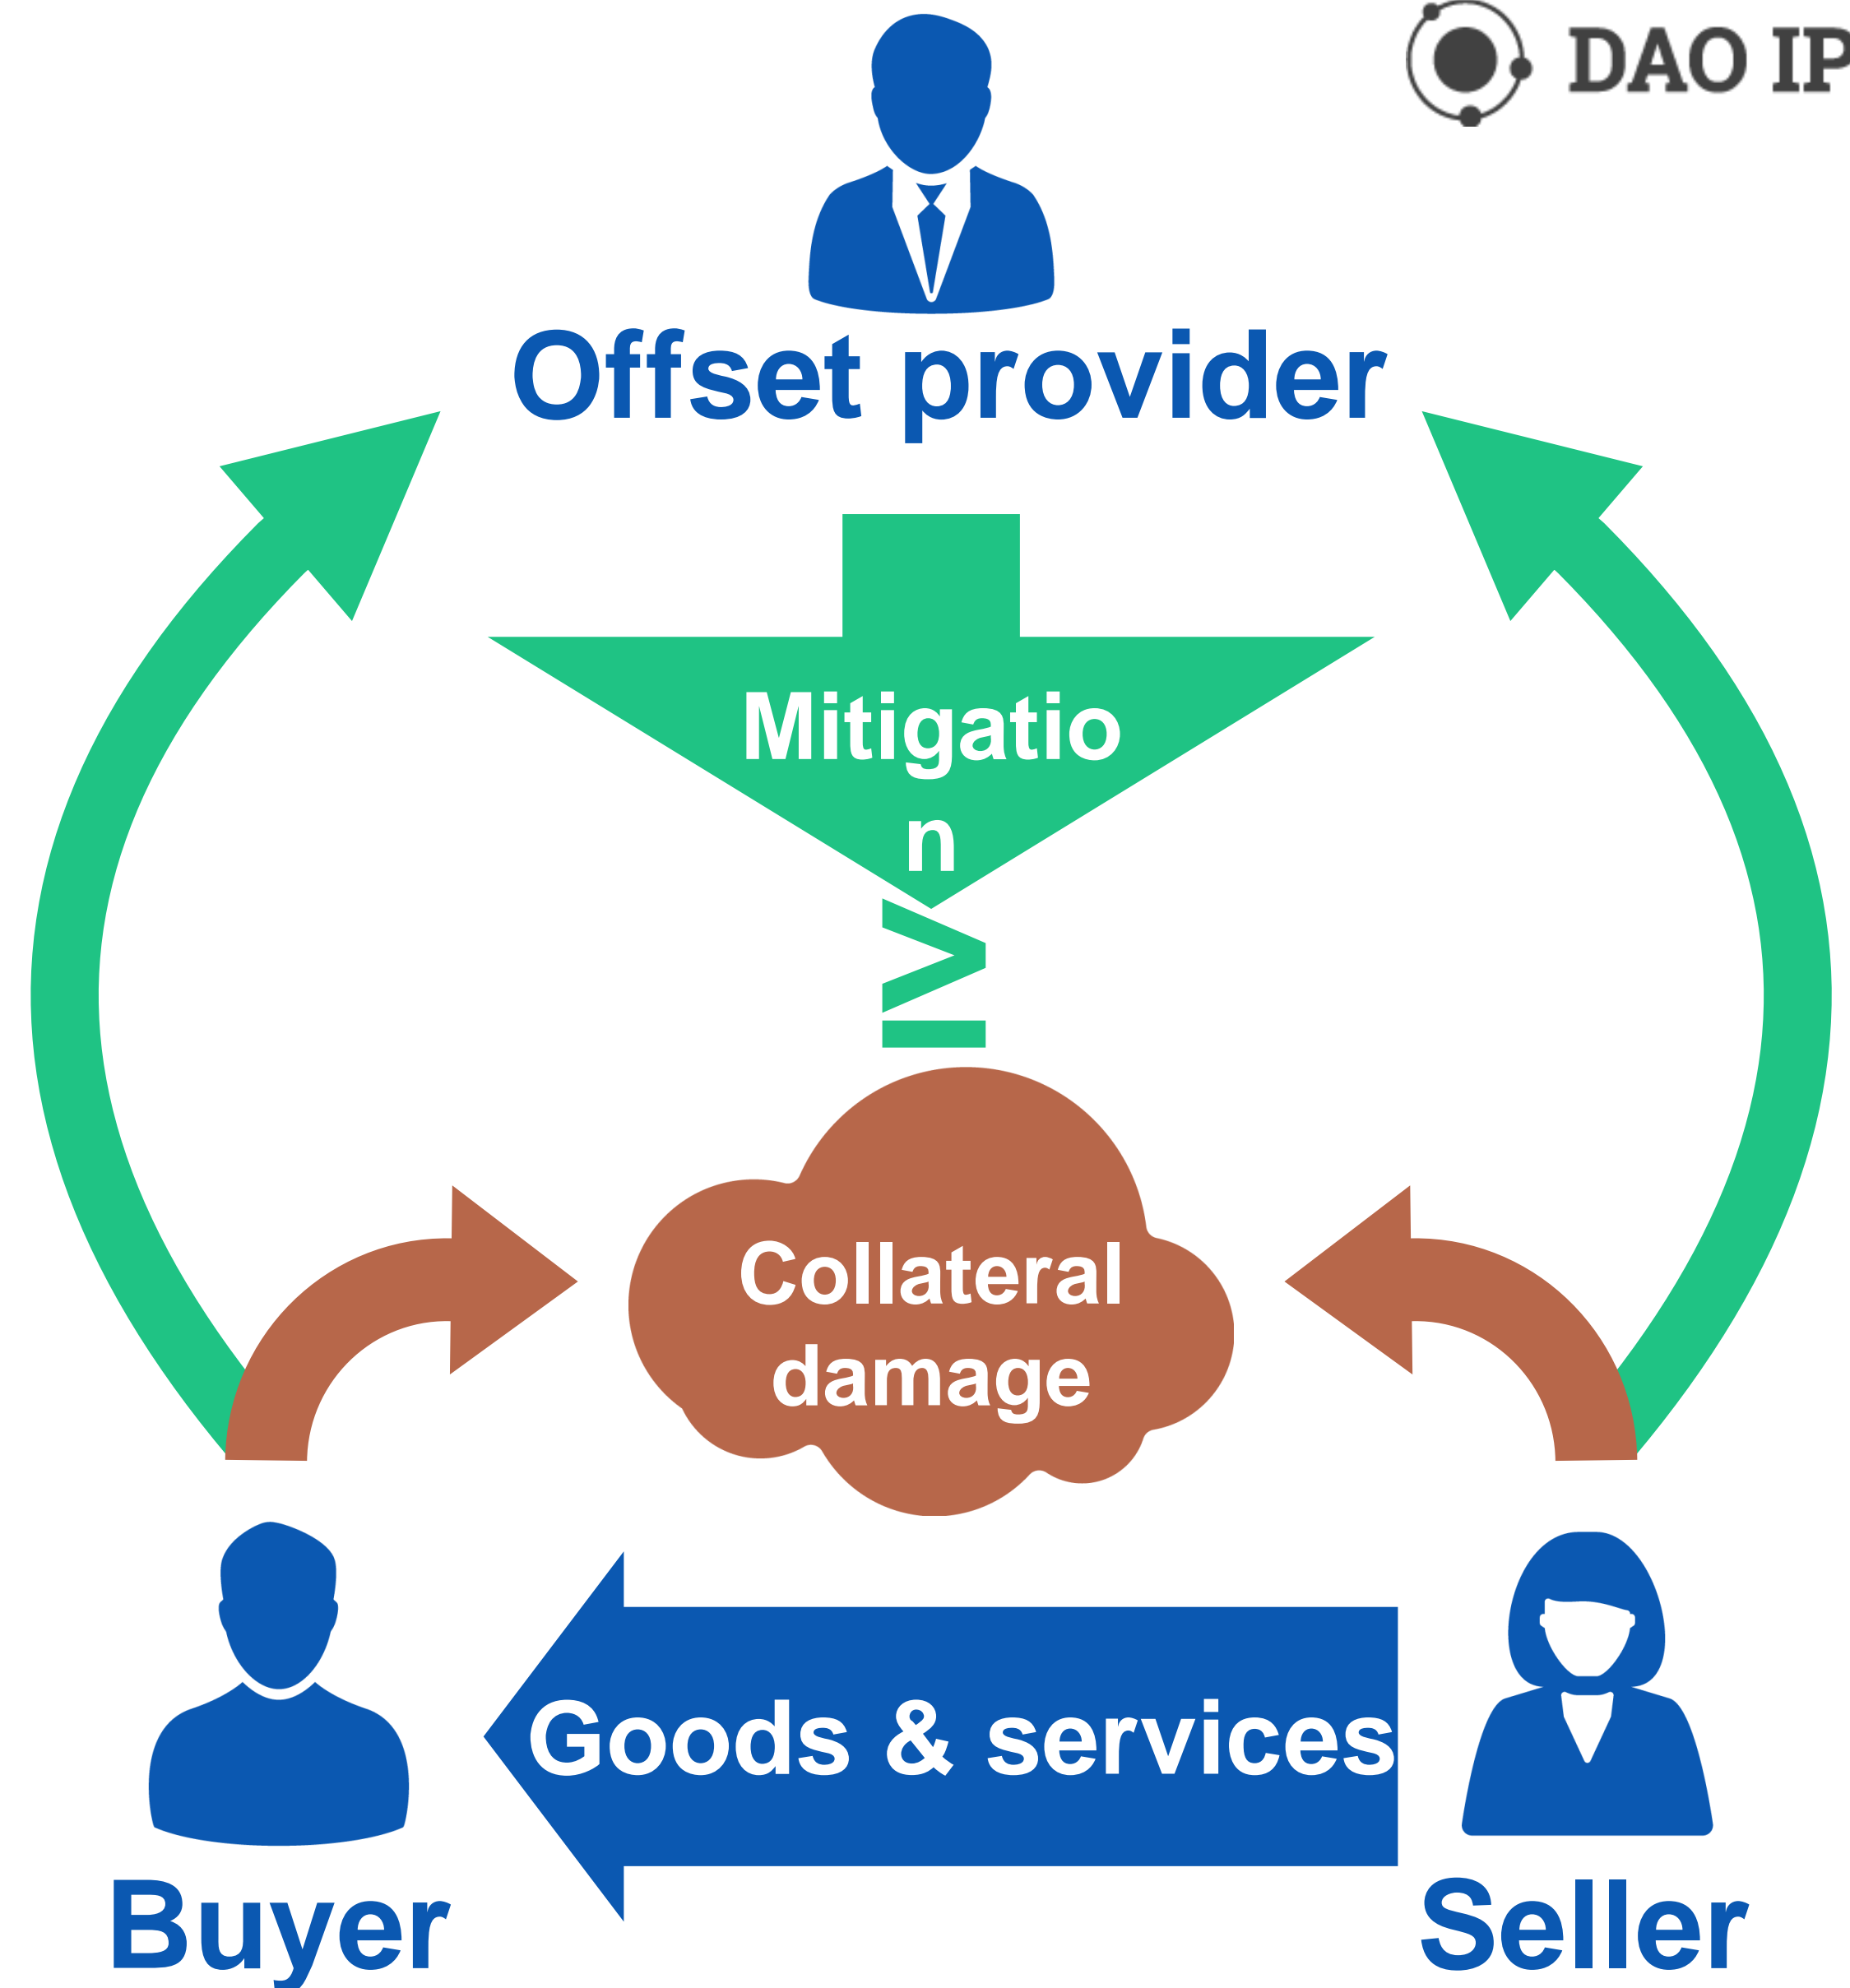 DAO IP
Offset provider
Mitigatio
n
≥
Collateral
damage
Goods & services
Buyer
Seller